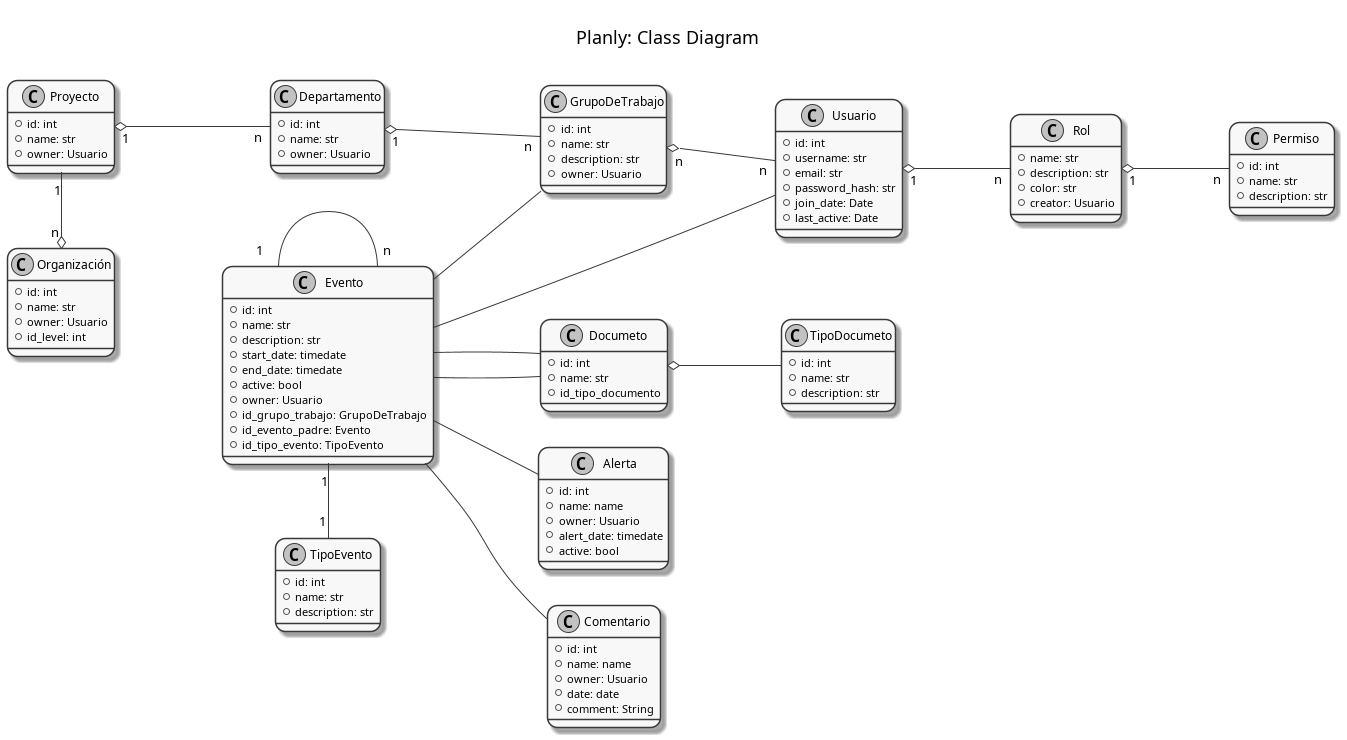 Planly: Class Diagram
C Proyecto
id: int
name: str
owner: Usuario
1
n
C Departamento
id: int
name: str
owner: Usuario
1
n
C GrupoDeTrabajo
id: int
name: str
description: str
owner: Usuario
n
n
C Usuario
id: int
username: str
email: str
password_hash: str
join_date: Date
last_active: Date
1
n
C Rol
name: str
description: str
color: str
creator: Usuario
1
n
C Permiso
id: int
name: str
description: str
1
n
C Organización
id: int
name: str
owner: Usuario
id_level: int
1
n
C Evento
id: int
name: str
description: str
start_date: timedate
end_date: timedate
active: bool
owner: Usuario
id_grupo_trabajo: GrupoDeTrabajo
id_evento_padre: Evento
id_tipo_evento: TipoEvento
C Documeto
id: int
name: str
id_tipo_documento
C TipoDocumeto
id: int
name: str
description: str
C Alerta
id: int
name: name
owner: Usuario
alert_date: timedate
active: bool
1
1
C TipoEvento
id: int
name: str
description: str
C Comentario
id: int
name: name
owner: Usuario
date: date
comment: String